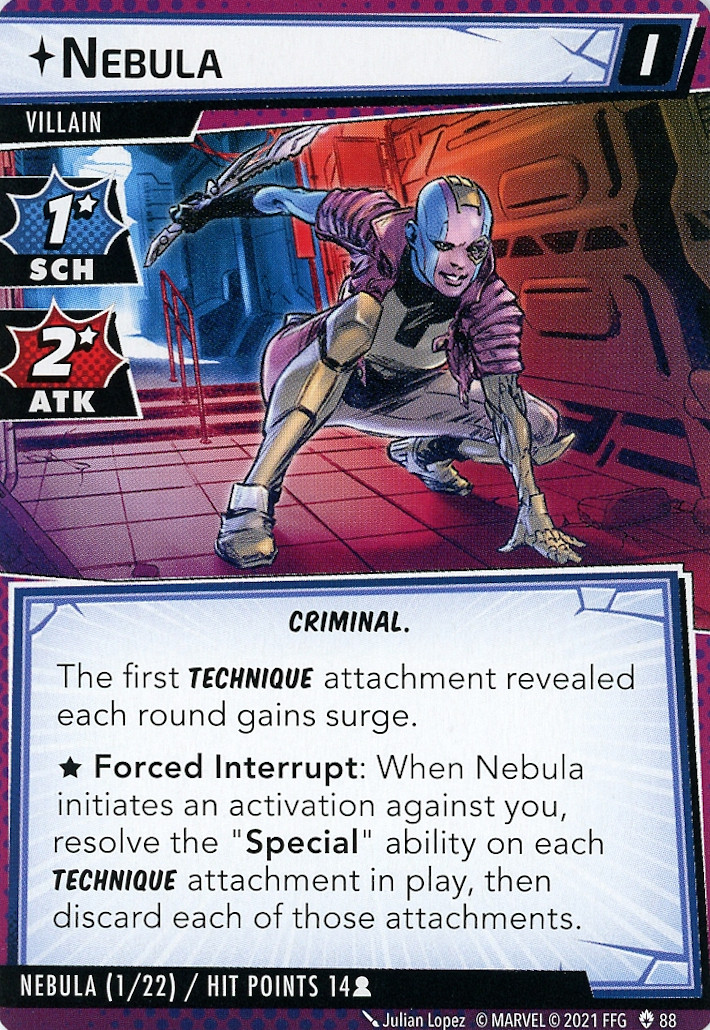 NEBULA
I
VILLAIN
1★
SCH
2★
ATK
CRIMINAL.
The first TECHNIQUE attachment revealed
each round gains surge.
★ Forced Interrupt: When Nebula
initiates an activation against you,
resolve the "Special" ability on each
TECHNIQUE attachment in play, then
discard each of those attachments.
NEBULA (1/22) / HIT POINTS 14
Julian Lopez © MARVEL © 2021 FFG 88